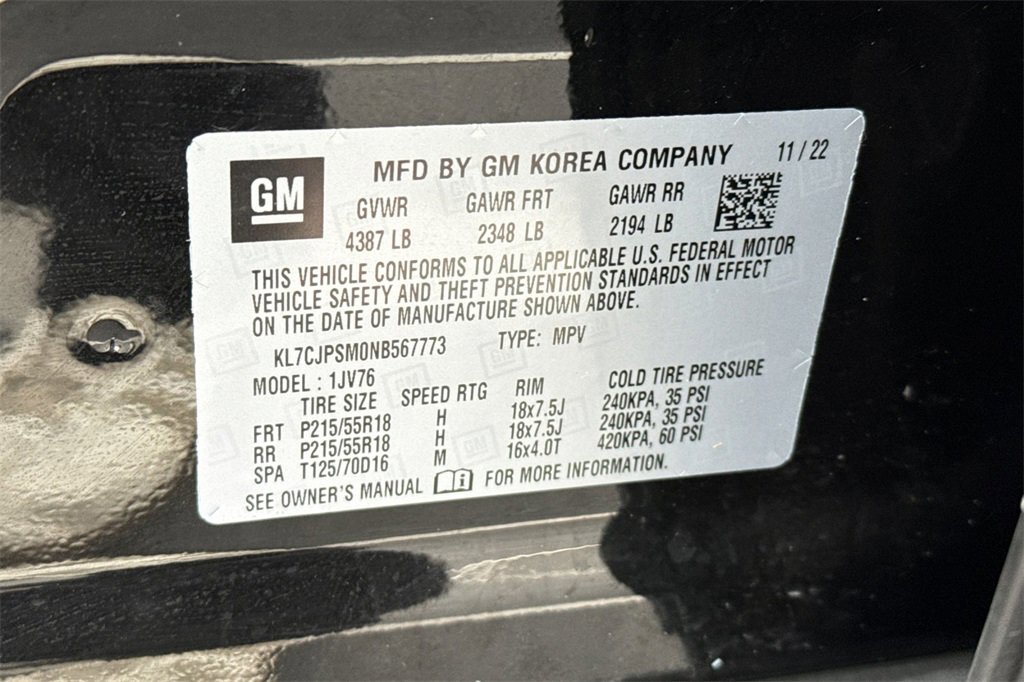 GM
MFD BY GM KOREA COMPANY 11 / 22
GVWR GAWR FRT GAWR RR
4387 LB 2348 LB 2194 LB
THIS VEHICLE CONFORMS TO ALL APPLICABLE U.S. FEDERAL MOTOR
VEHICLE SAFETY AND THEFT PREVENTION STANDARDS IN EFFECT
ON THE DATE OF MANUFACTURE SHOWN ABOVE.
KL7CJPSM0NB567773 TYPE: MPV
MODEL : 1JV76
TIRE SIZE SPEED RTG RIM COLD TIRE PRESSURE
FRT P215/55R18 H 18x7.5J 240KPA, 35 PSI
RR P215/55R18 H 18x7.5J 240KPA, 35 PSI
SPA T125/70D16 M 16x4.0T 420KPA, 60 PSI
SEE OWNER'S MANUAL FOR MORE INFORMATION.